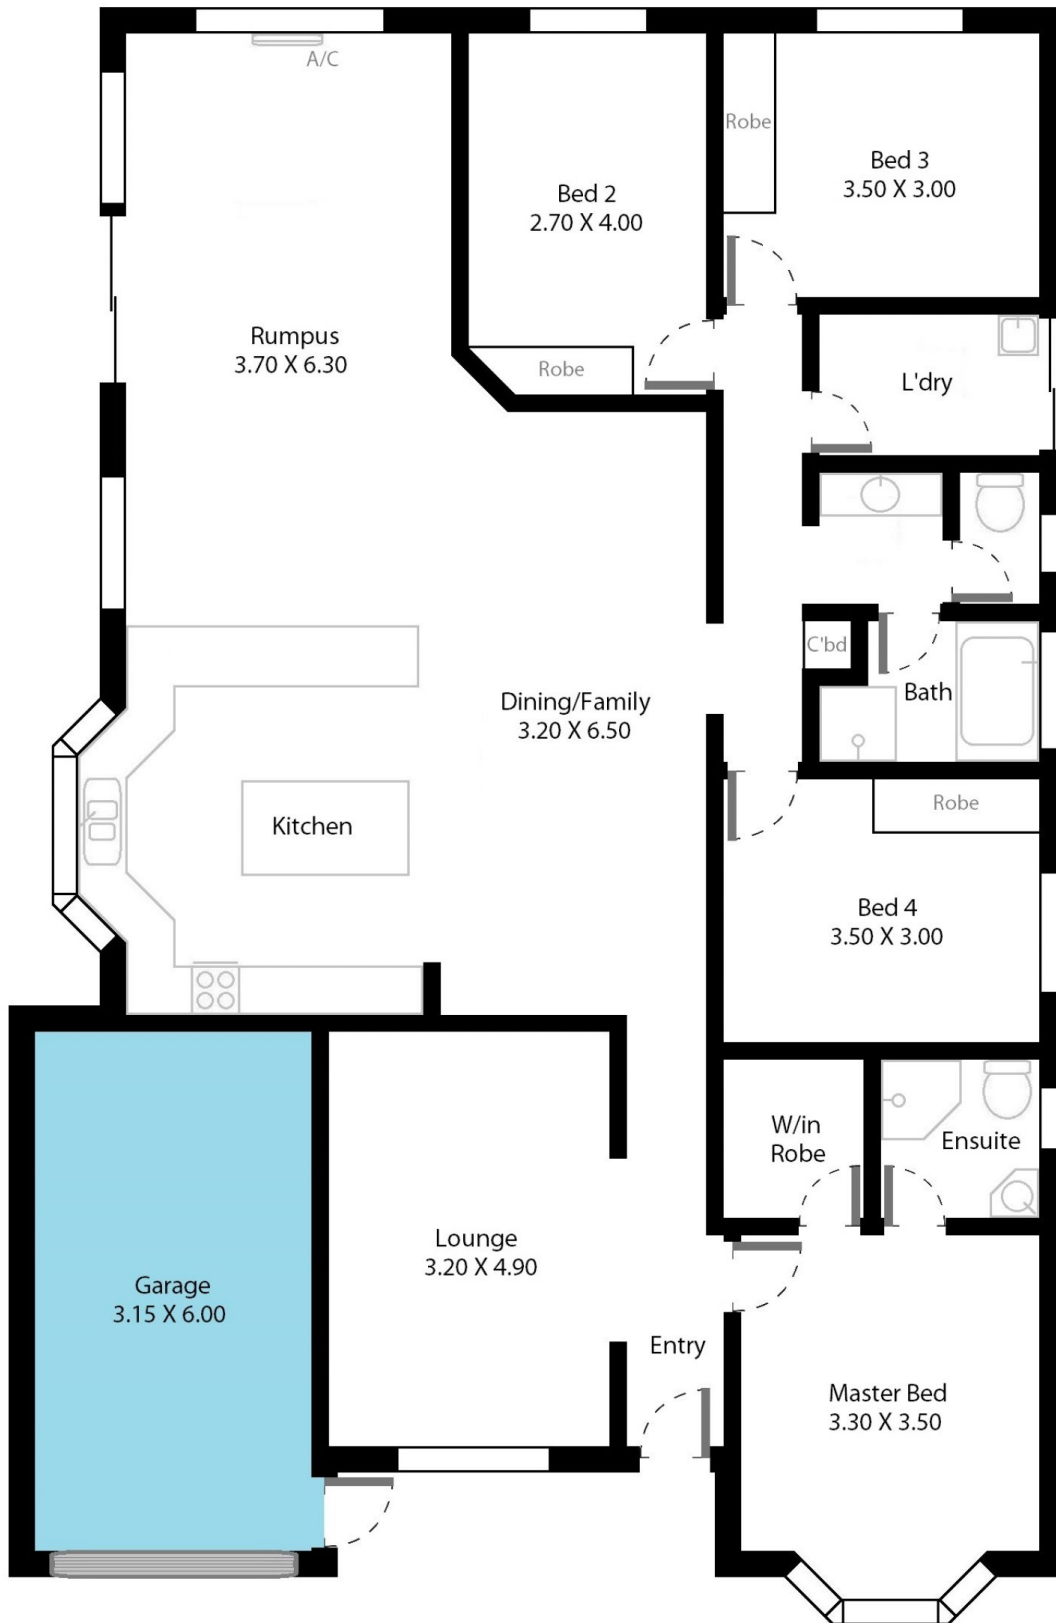 A/C
Robe
Bed 3
3.50 X 3.00
Bed 2
2.70 X 4.00
Rumpus
3.70 X 6.30
Robe
L'dry
C'bd
Bath
Dining/Family
3.20 X 6.50
Kitchen
Robe
Bed 4
3.50 X 3.00
W/in
Robe
Ensuite
Lounge
3.20 X 4.90
Garage
3.15 X 6.00
Entry
Master Bed
3.30 X 3.50